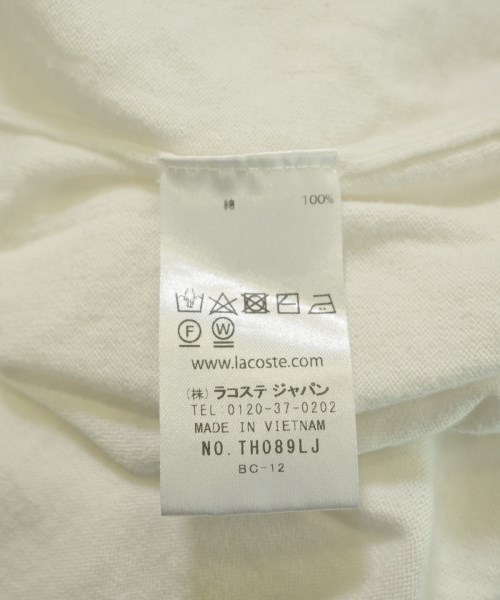 綿 100%
F W
www.lacoste.com
(株) ラコステ ジャパン
TEL:0120-37-0202
MADE IN VIETNAM
NO.TH089LJ
BC-12